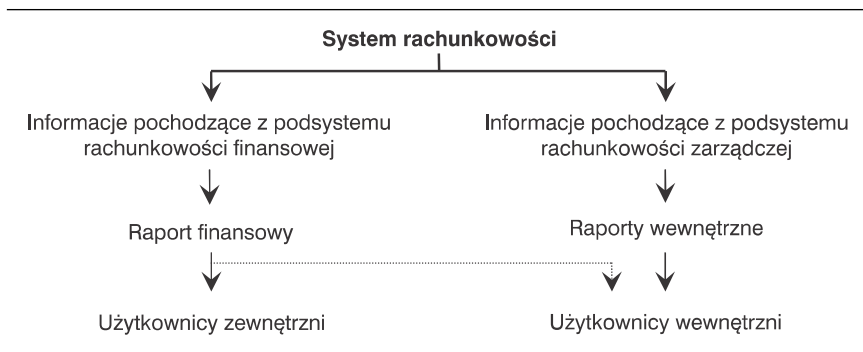 System rachunkowości
Informacje pochodzące z podsystemu
rachunkowości finansowej
Informacje pochodzące z podsystemu
rachunkowości zarządczej
Raport finansowy
Raporty wewnętrzne
Użytkownicy zewnętrzni
Użytkownicy wewnętrzni